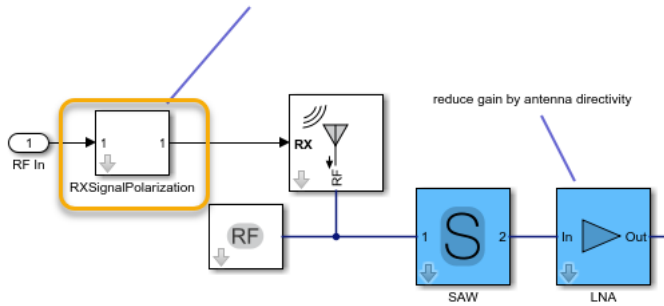 reduce gain by antenna directivity
1
RF In
1 1
RXSignalPolarization
RX
RF
RF
1 S 2
SAW
In Out
LNA